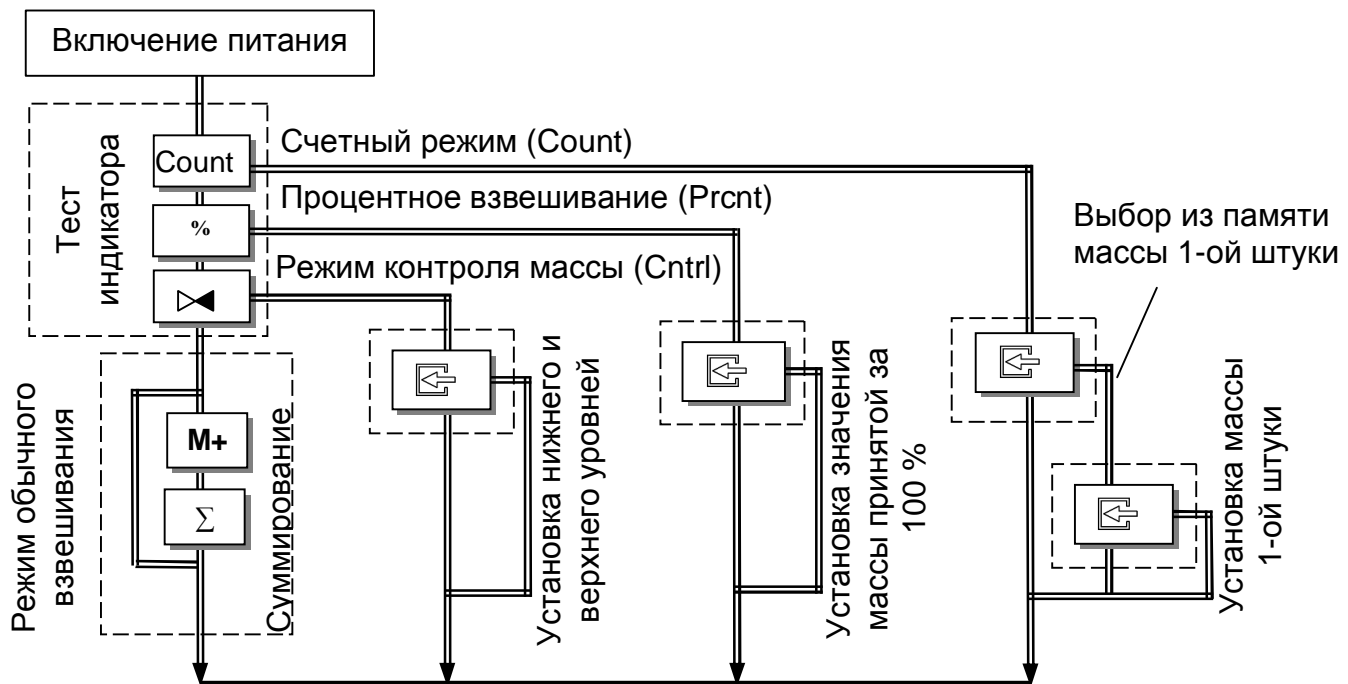 Включение питания
Тест
индикатора
Count
Счетный режим (Count)
%
Процентное взвешивание (Prcnt)
Режим контроля массы (Cntrl)
Выбор из памяти
массы 1-ой штуки
Режим обычного
взвешивания
M+
Σ
Суммирование
Установка нижнего и
верхнего уровней
Установка значения
массы принятой за
100 %
Установка массы
1-ой штуки